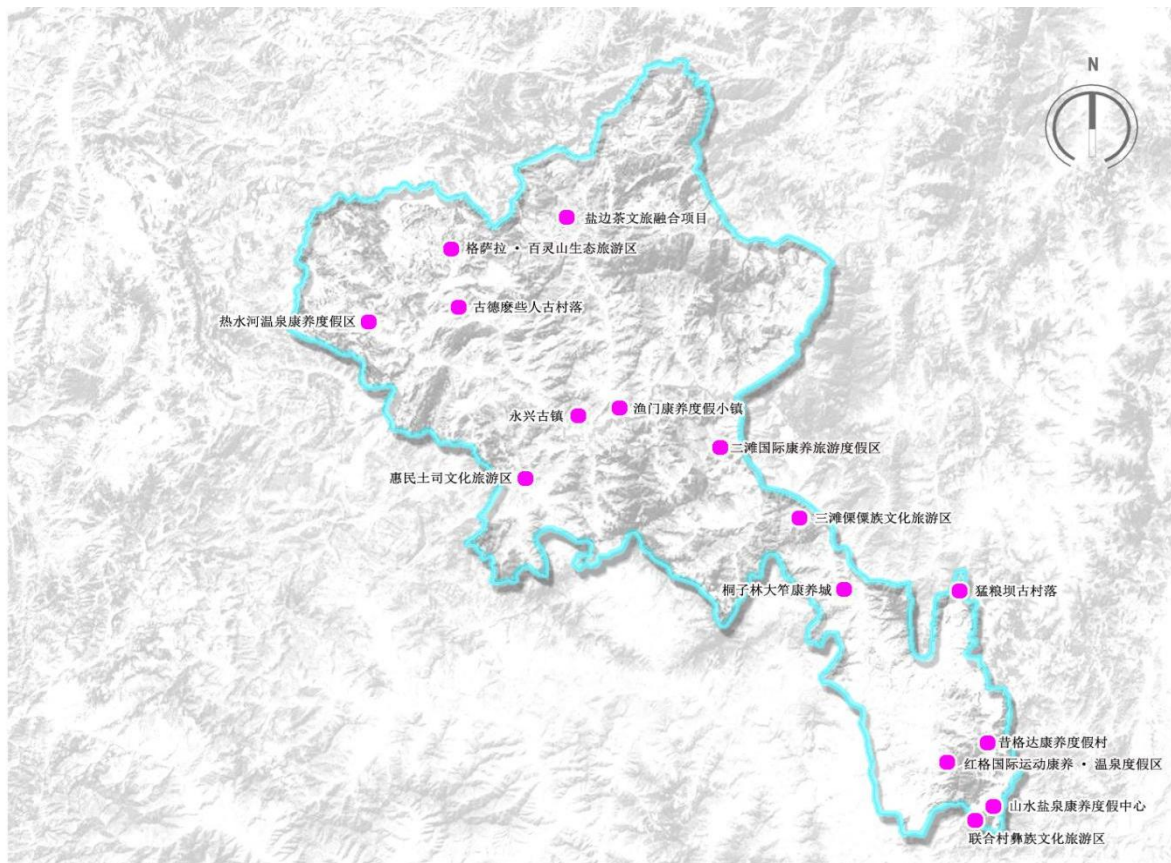 N
盐边茶文旅融合项目
格萨拉 · 百灵山生态旅游区
古德麽些人古村落
热水河温泉康养度假区
渔门康养度假小镇
永兴古镇
三滩国际康养旅游度假区
惠民土司文化旅游区
三滩傈僳族文化旅游区
桐子林大笮康养城
猛粮坝古村落
昔格达康养度假村
红格国际运动康养 · 温泉度假区
山水盐泉康养度假中心
联合村彝族文化旅游区